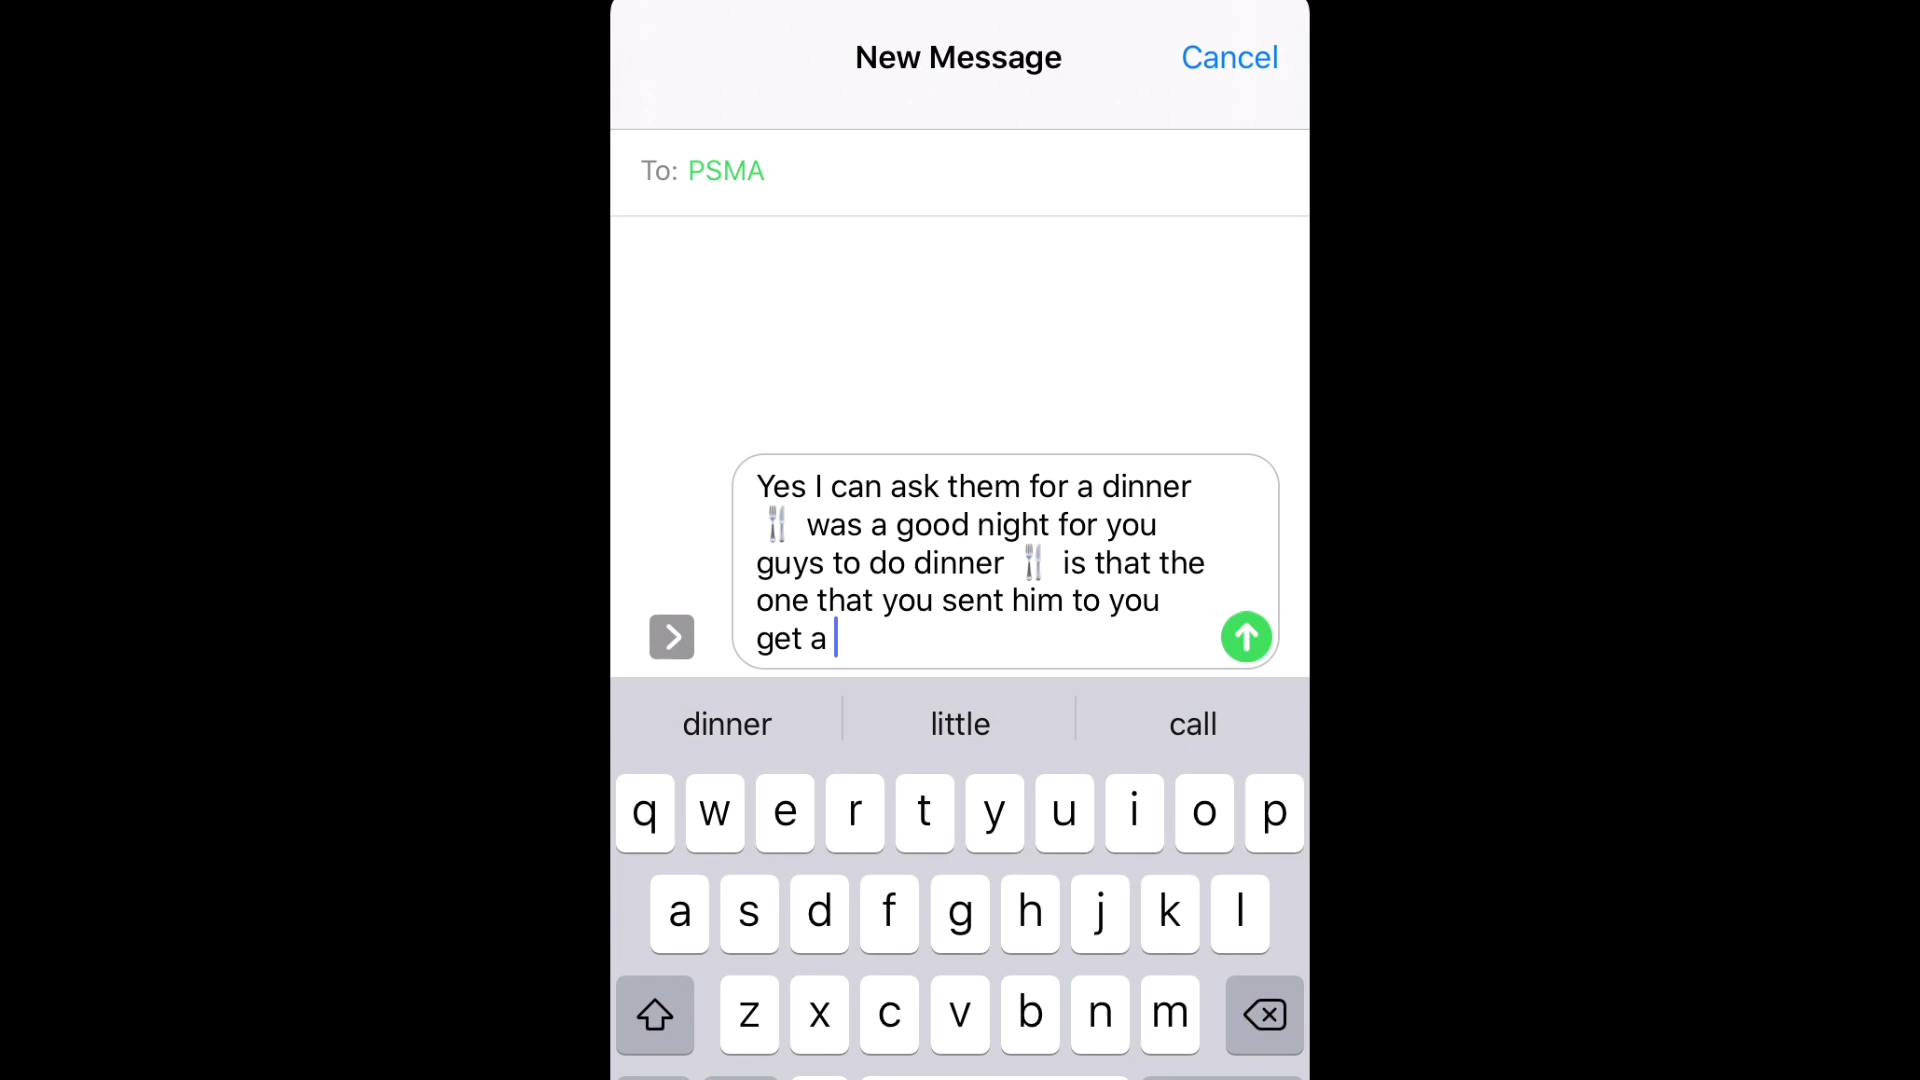 New Message
Cancel
To: PSMA
Yes I can ask them for a dinner
🍴 was a good night for you
guys to do dinner 🍴 is that the
one that you sent him to you
get a
dinner
little
call
q w e r t y u i o p
a s d f g h j k l
z x c v b n m